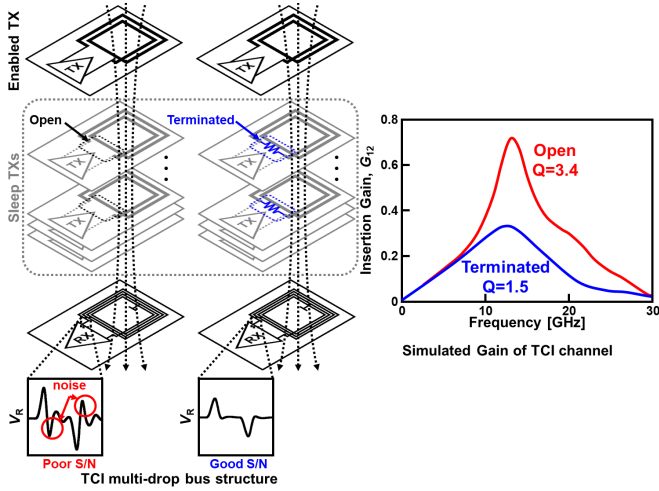 Enabled TX
TX
TX
Sleep TXs
Open
Terminated
TX
TX
TX
TX
RX
RX
noise
VR
VR
Poor S/N
Good S/N
TCI multi-drop bus structure
Insertion Gain, G12
0.8
0.6
0.4
0.2
0
0
10
20
30
Open
Q=3.4
Terminated
Q=1.5
Frequency [GHz]
Simulated Gain of TCI channel